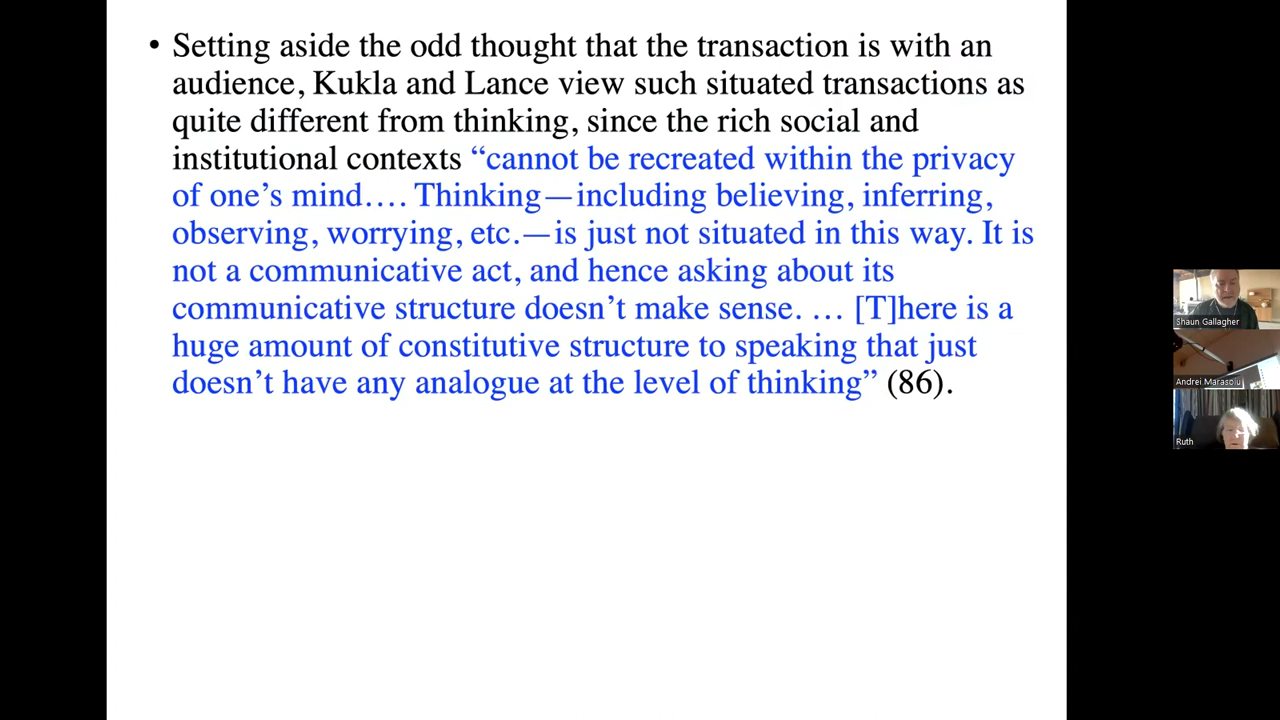 • Setting aside the odd thought that the transaction is with an
audience, Kukla and Lance view such situated transactions as
quite different from thinking, since the rich social and
institutional contexts “cannot be recreated within the privacy
of one’s mind…. Thinking—including believing, inferring,
observing, worrying, etc.—is just not situated in this way. It is
not a communicative act, and hence asking about its
communicative structure doesn’t make sense. … [T]here is a
huge amount of constitutive structure to speaking that just
doesn’t have any analogue at the level of thinking” (86).
Shaun Gallagher
Andrei Marasoiu
Ruth